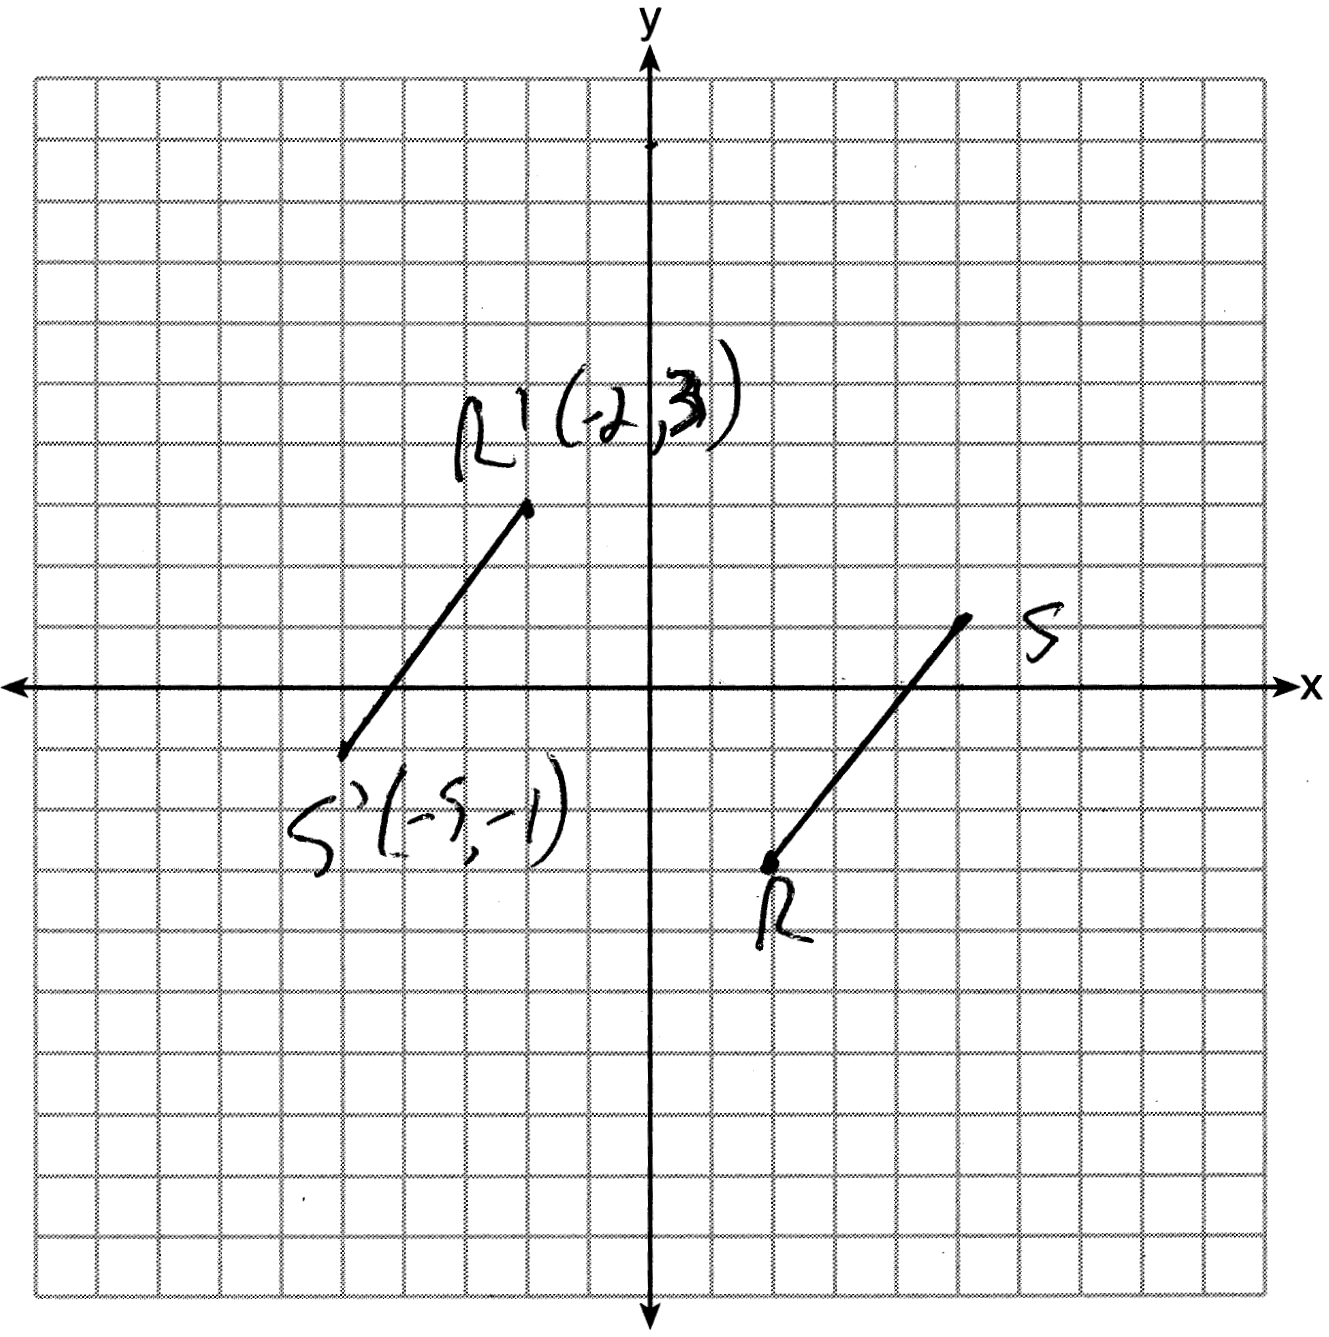 y
R'(-2,3)
S
x
S'(-5,-1)
R